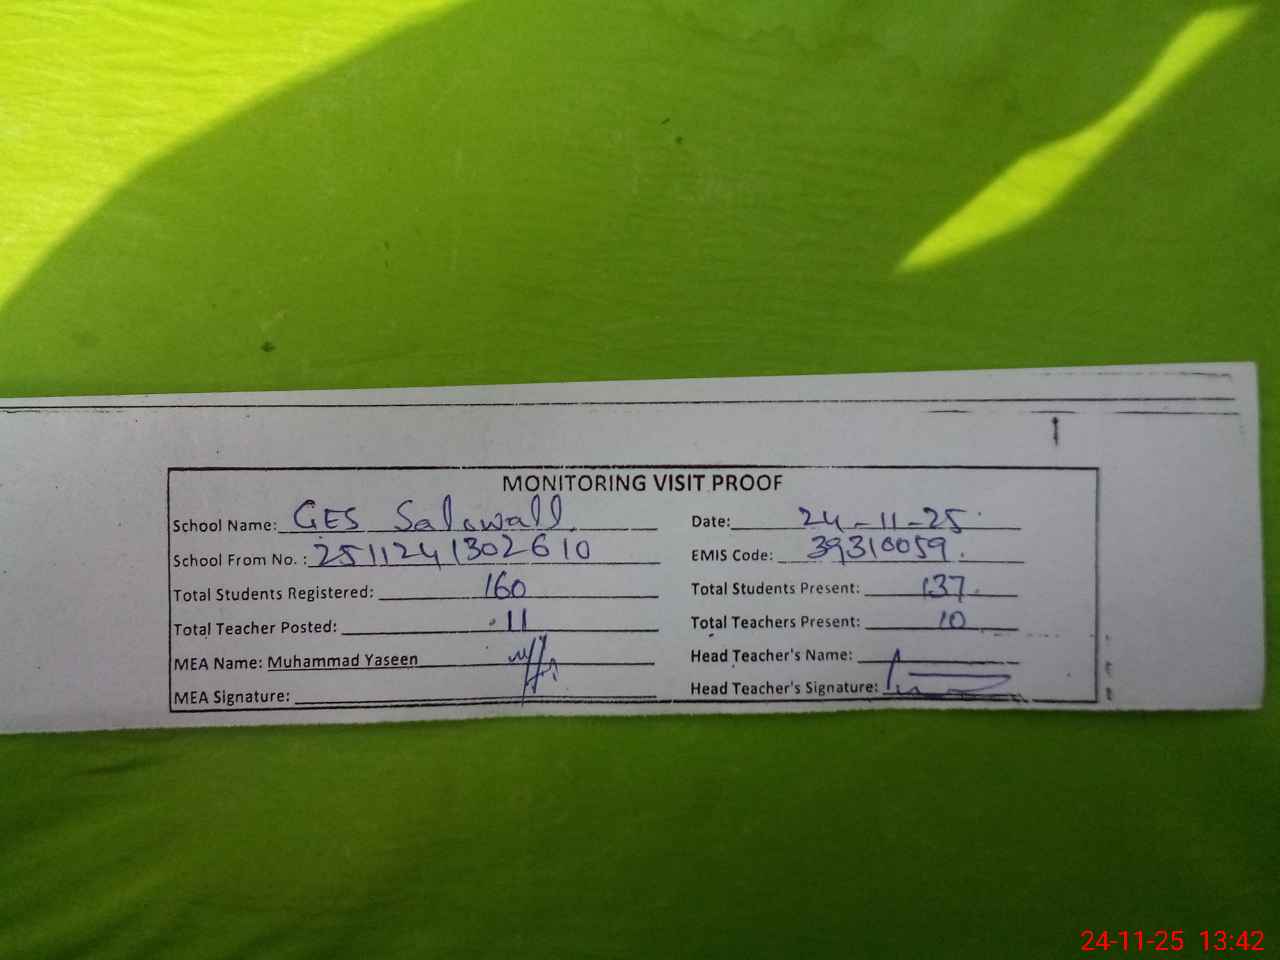 MONITORING VISIT PROOF
School Name: GES Salowall Date: 24-11-25
School From No. : 2511241302610 EMIS Code: 39310059
Total Students Registered: 160 Total Students Present: 137
Total Teacher Posted: 11 Total Teachers Present: 10
MEA Name: Muhammad Yaseen Head Teacher's Name:
MEA Signature: Head Teacher's Signature:
24-11-25 13:42